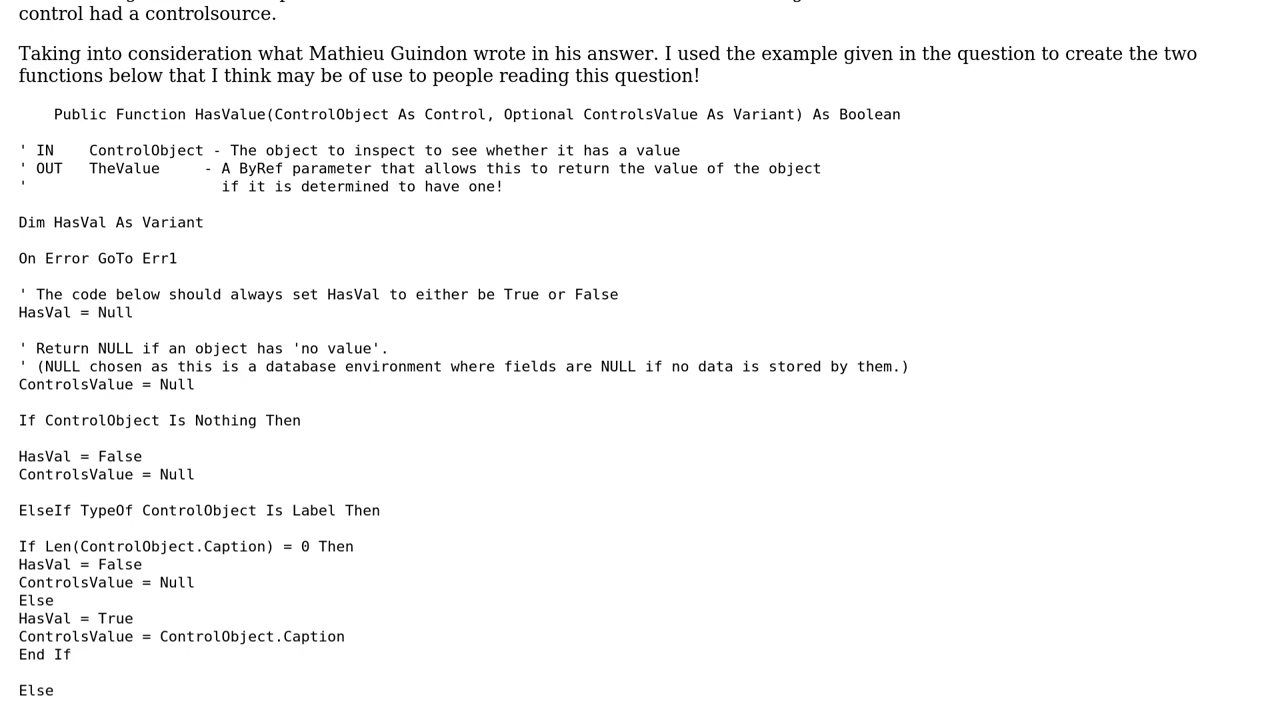 control had a controlsource.
Taking into consideration what Mathieu Guindon wrote in his answer. I used the example given in the question to create the two
functions below that I think may be of use to people reading this question!
Public Function HasValue(ControlObject As Control, Optional ControlsValue As Variant) As Boolean
' IN    ControlObject - The object to inspect to see whether it has a value
' OUT   TheValue     - A ByRef parameter that allows this to return the value of the object
'                      if it is determined to have one!
Dim HasVal As Variant
On Error GoTo Err1
' The code below should always set HasVal to either be True or False
HasVal = Null
' Return NULL if an object has 'no value'.
' (NULL chosen as this is a database environment where fields are NULL if no data is stored by them.)
ControlsValue = Null
If ControlObject Is Nothing Then
HasVal = False
ControlsValue = Null
ElseIf TypeOf ControlObject Is Label Then
If Len(ControlObject.Caption) = 0 Then
HasVal = False
ControlsValue = Null
Else
HasVal = True
ControlsValue = ControlObject.Caption
End If
Else